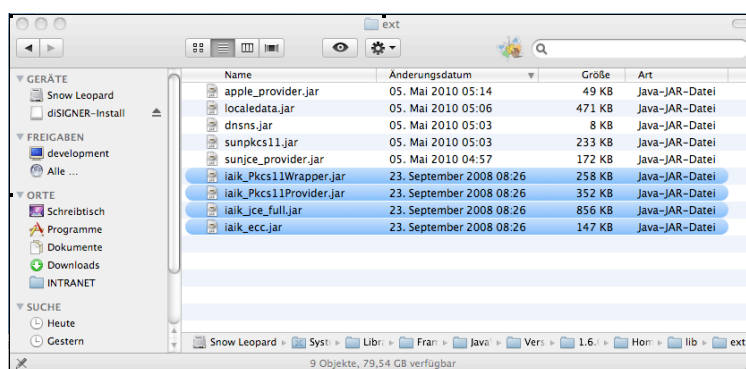 ext
Name Änderungsdatum Größe Art
GERÄTE
Snow Leopard
diSIGNER-Install
FREIGABEN
development
Alle ...
ORTE
Schreibtisch
Programme
Dokumente
Downloads
INTRANET
SUCHE
Heute
Gestern
apple_provider.jar 05. Mai 2010 05:14 49 KB Java-JAR-Datei
localedata.jar 05. Mai 2010 05:06 471 KB Java-JAR-Datei
dnsns.jar 05. Mai 2010 05:03 8 KB Java-JAR-Datei
sunpkcs11.jar 05. Mai 2010 05:03 233 KB Java-JAR-Datei
sunjce_provider.jar 05. Mai 2010 04:57 172 KB Java-JAR-Datei
iaik_Pkcs11Wrapper.jar 23. September 2008 08:26 258 KB Java-JAR-Datei
iaik_Pkcs11Provider.jar 23. September 2008 08:26 352 KB Java-JAR-Datei
iaik_jce_full.jar 23. September 2008 08:26 856 KB Java-JAR-Datei
iaik_ecc.jar 23. September 2008 08:26 147 KB Java-JAR-Datei
Snow Leopard Syst Libr Fran Java Vers 1.6. Hom lib ext
9 Objekte, 79,54 GB verfügbar